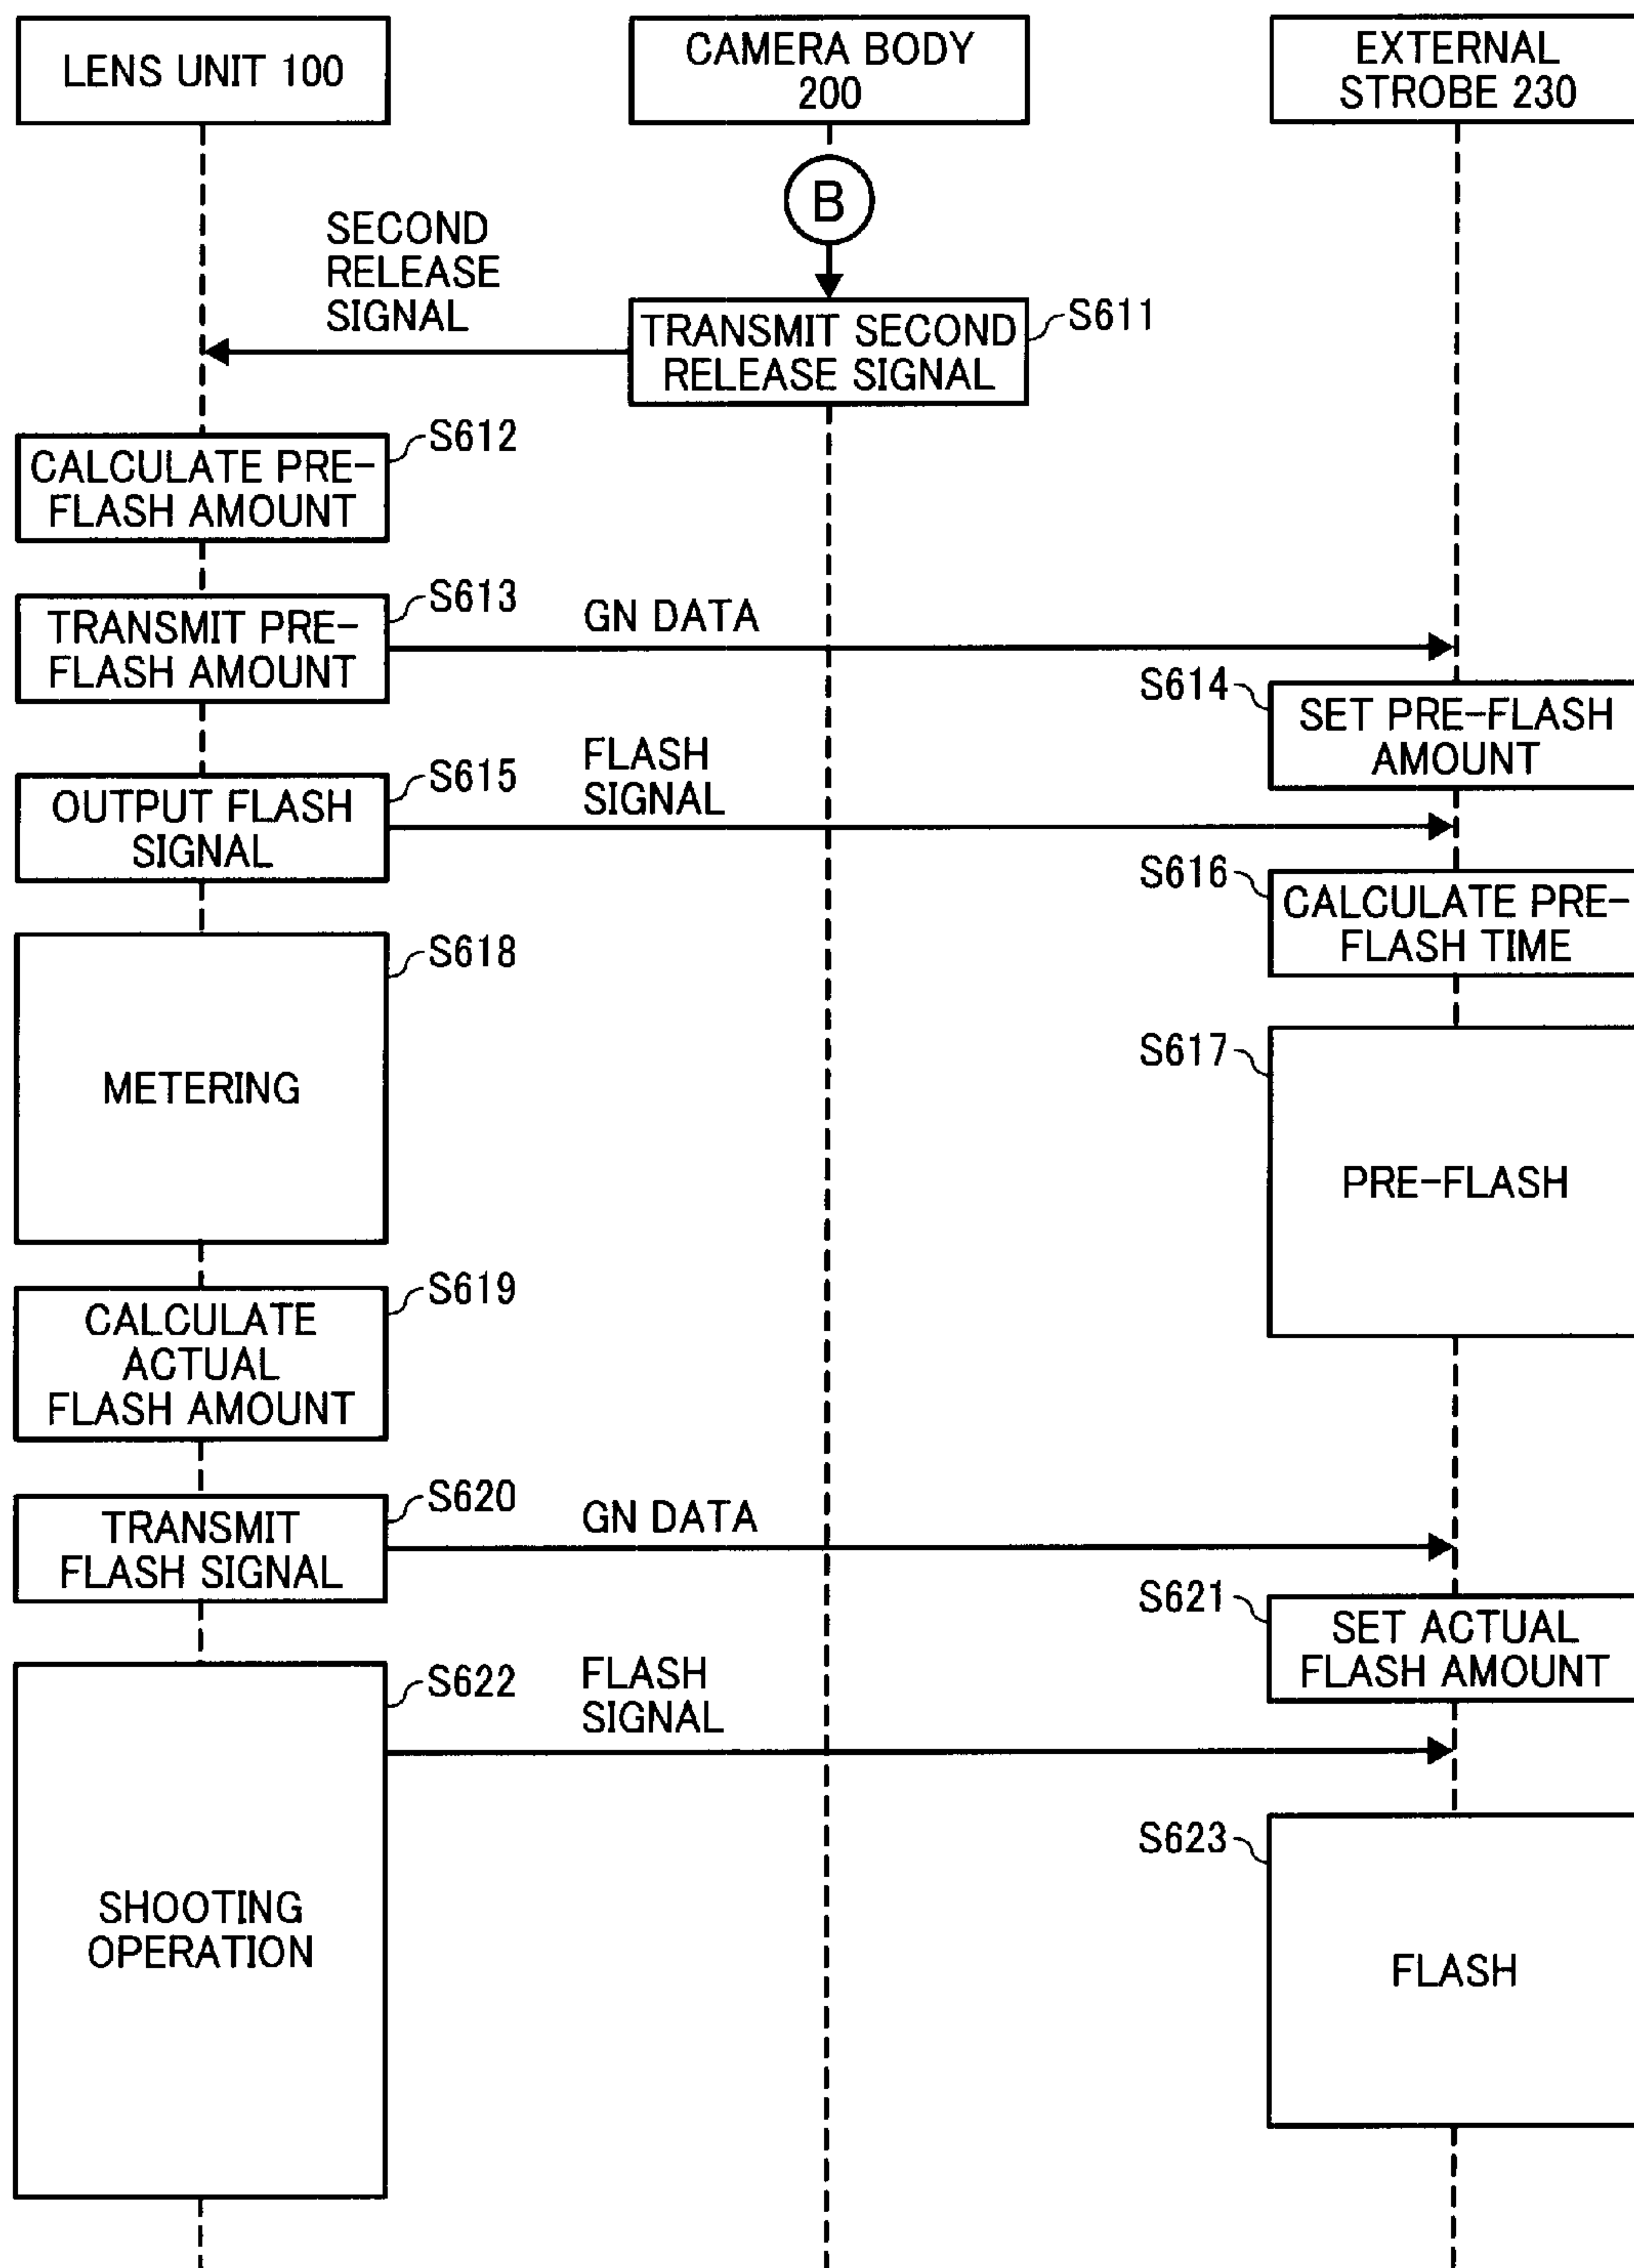 LENS UNIT 100
CAMERA BODY
200
EXTERNAL
STROBE 230
B
SECOND
RELEASE
SIGNAL
TRANSMIT SECOND
RELEASE SIGNAL
S611
CALCULATE PRE-
FLASH AMOUNT
S612
TRANSMIT PRE-
FLASH AMOUNT
S613
GN DATA
S614
SET PRE-FLASH
AMOUNT
OUTPUT FLASH
SIGNAL
S615
FLASH
SIGNAL
S616
CALCULATE PRE-
FLASH TIME
METERING
S618
S617
PRE-FLASH
CALCULATE
ACTUAL
FLASH AMOUNT
S619
TRANSMIT
FLASH SIGNAL
S620
GN DATA
S621
SET ACTUAL
FLASH AMOUNT
SHOOTING
OPERATION
S622
FLASH
SIGNAL
S623
FLASH